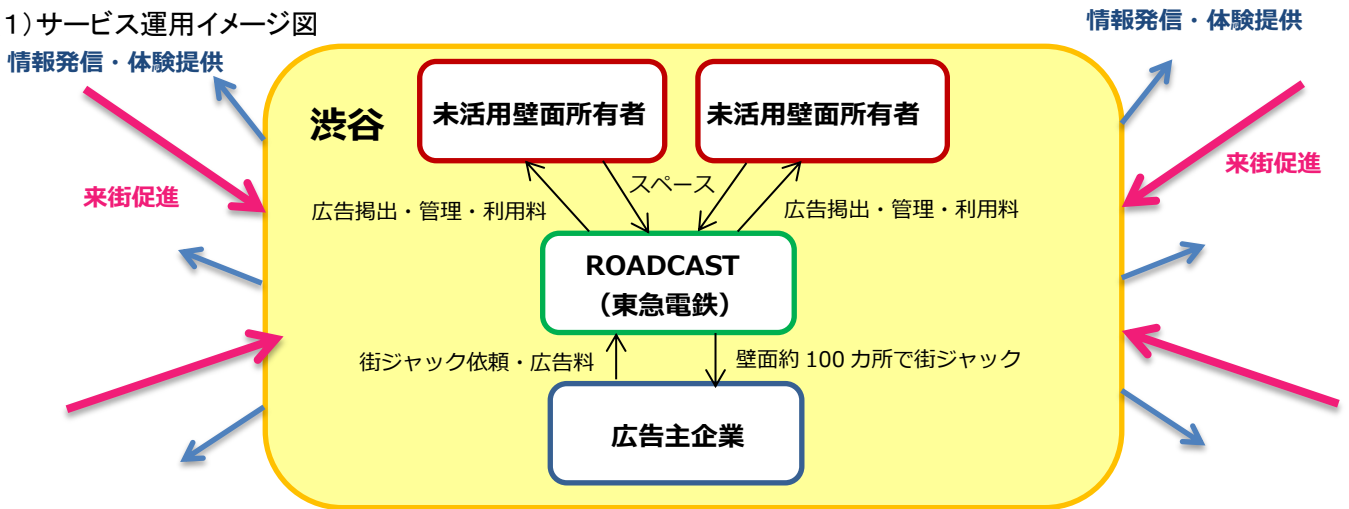 1)サービス運用イメージ図
情報発信・体験提供
情報発信・体験提供
渋谷
未活用壁面所有者
未活用壁面所有者
来街促進
来街促進
スペース
広告掲出・管理・利用料
広告掲出・管理・利用料
ROADCAST
(東急電鉄)
街ジャック依頼・広告料
壁面約 100 カ所で街ジャック
広告主企業